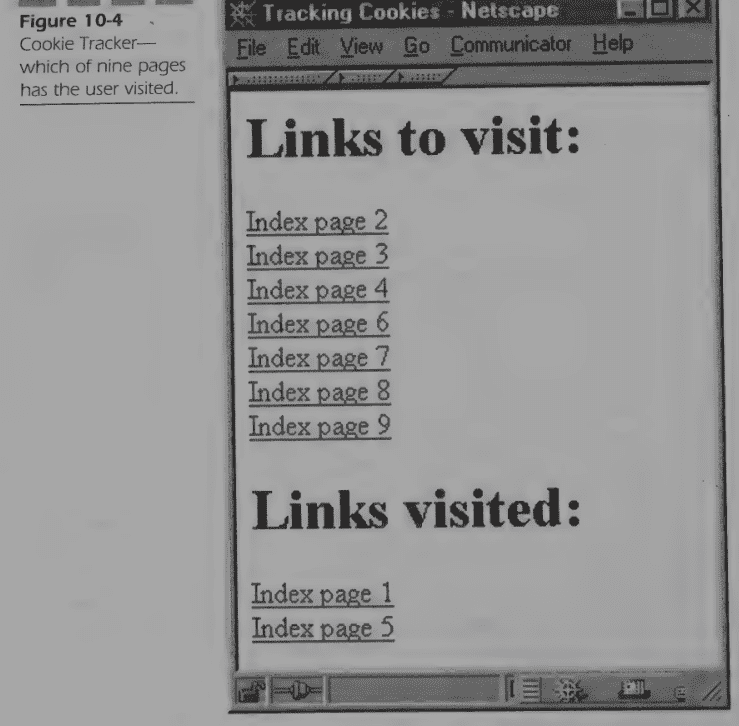 Figure 10-4
Cookie Tracker—
which of nine pages
has the user visited.
Tracking Cookies - Netscape
File Edit View Go Communicator Help
Links to visit:
Index page 2
Index page 3
Index page 4
Index page 6
Index page 7
Index page 8
Index page 9
Links visited:
Index page 1
Index page 5